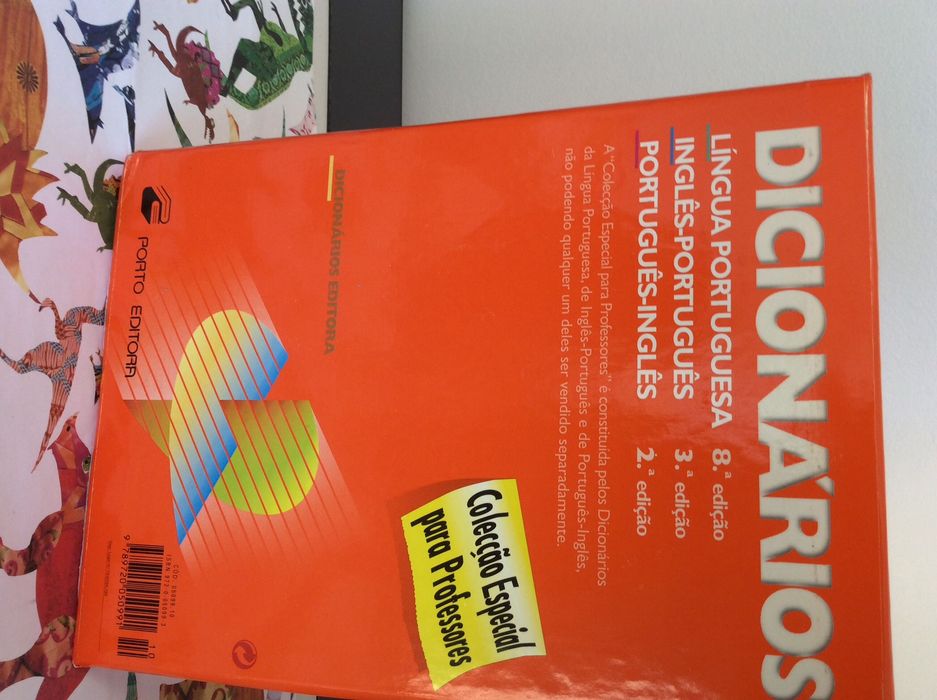 DICIONÁRIOS
LÍNGUA PORTUGUESA 8.ª edição
INGLÊS-PORTUGUÊS 3.ª edição
PORTUGUÊS-INGLÊS 2.ª edição
A "Colecção Especial para Professores" é constituída pelos Dicionários
da Língua Portuguesa, de Inglês-Português e de Português-Inglês,
não podendo qualquer um deles ser vendido separadamente.
Colecção Especial
para Professores
DICIONÁRIOS EDITORA
PORTO EDITORA
9789720050991
10